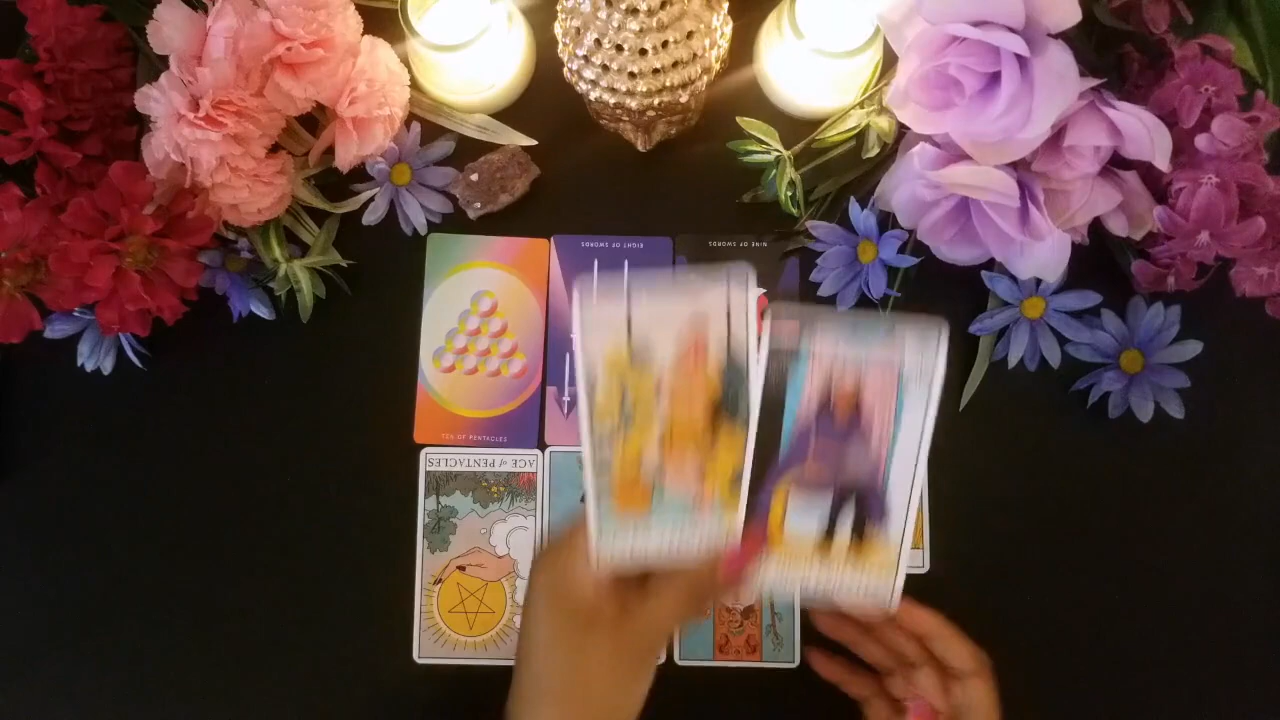 EIGHT OF SWORDS
NINE OF SWORDS
TEN OF PENTACLES
ACE of PENTACLES